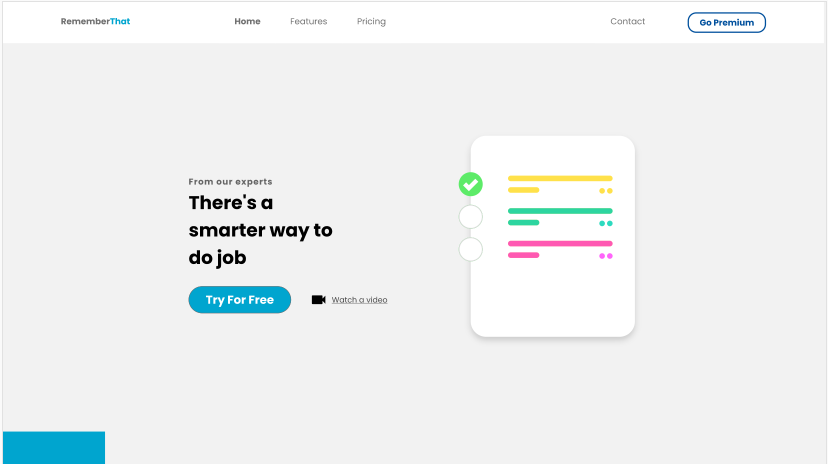 RememberThat
Home
Features
Pricing
Contact
Go Premium
From our experts
There's a
smarter way to
do job
Try For Free
Watch a video